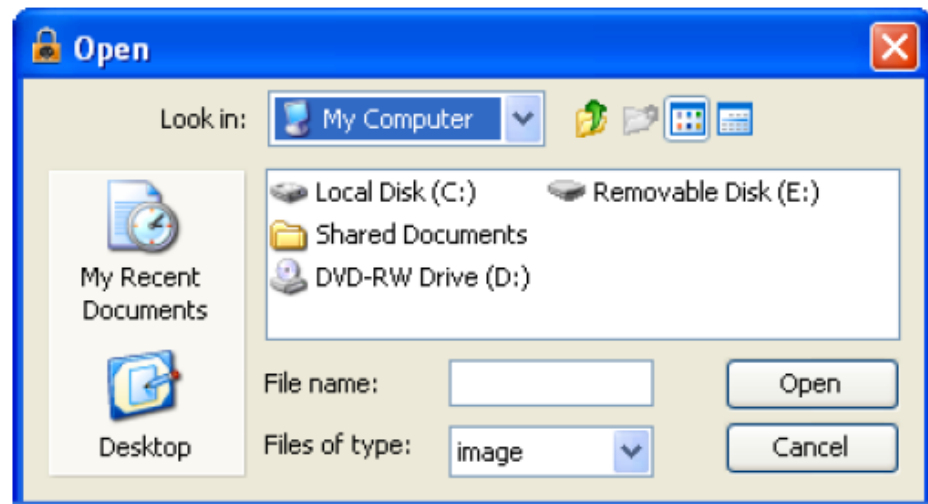 Open
Look in: My Computer
Local Disk (C:) Removable Disk (E:)
Shared Documents
DVD-RW Drive (D:)
My Recent
Documents
Desktop
File name: Open
Files of type: image Cancel